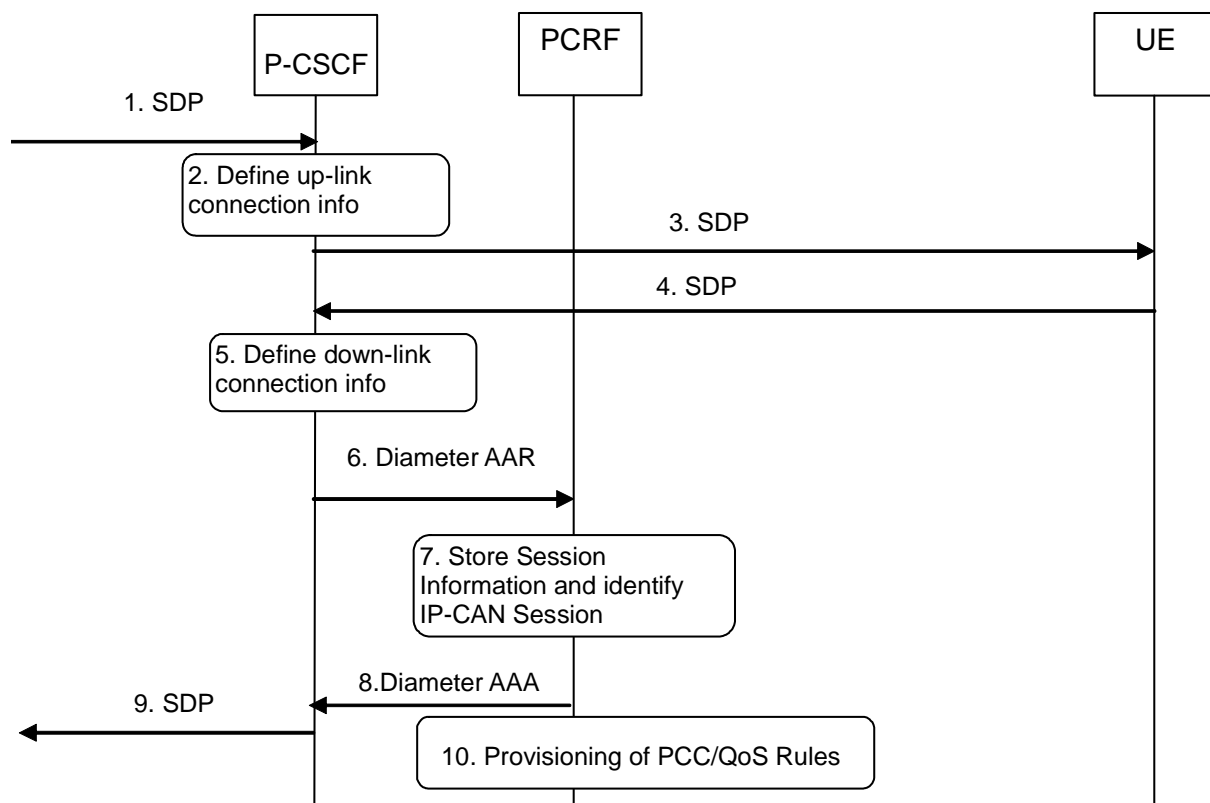 P-CSCF
PCRF
UE
1. SDP
2. Define up-link
connection info
3. SDP
4. SDP
5. Define down-link
connection info
6. Diameter AAR
7. Store Session
Information and identify
IP-CAN Session
8.Diameter AAA
9. SDP
10. Provisioning of PCC/QoS Rules